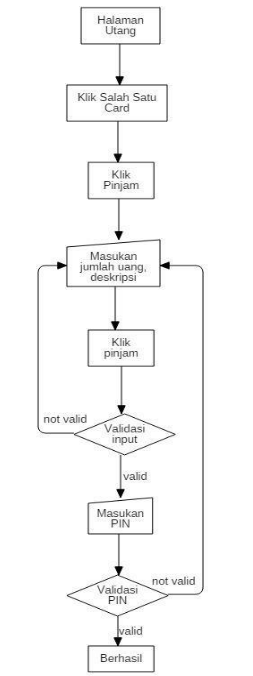 Halaman
Utang
Klik Salah Satu
Card
Klik
Pinjam
Masukan
jumlah uang,
deskripsi
Klik
pinjam
not valid
Validasi
input
valid
Masukan
PIN
not valid
Validasi
PIN
valid
Berhasil